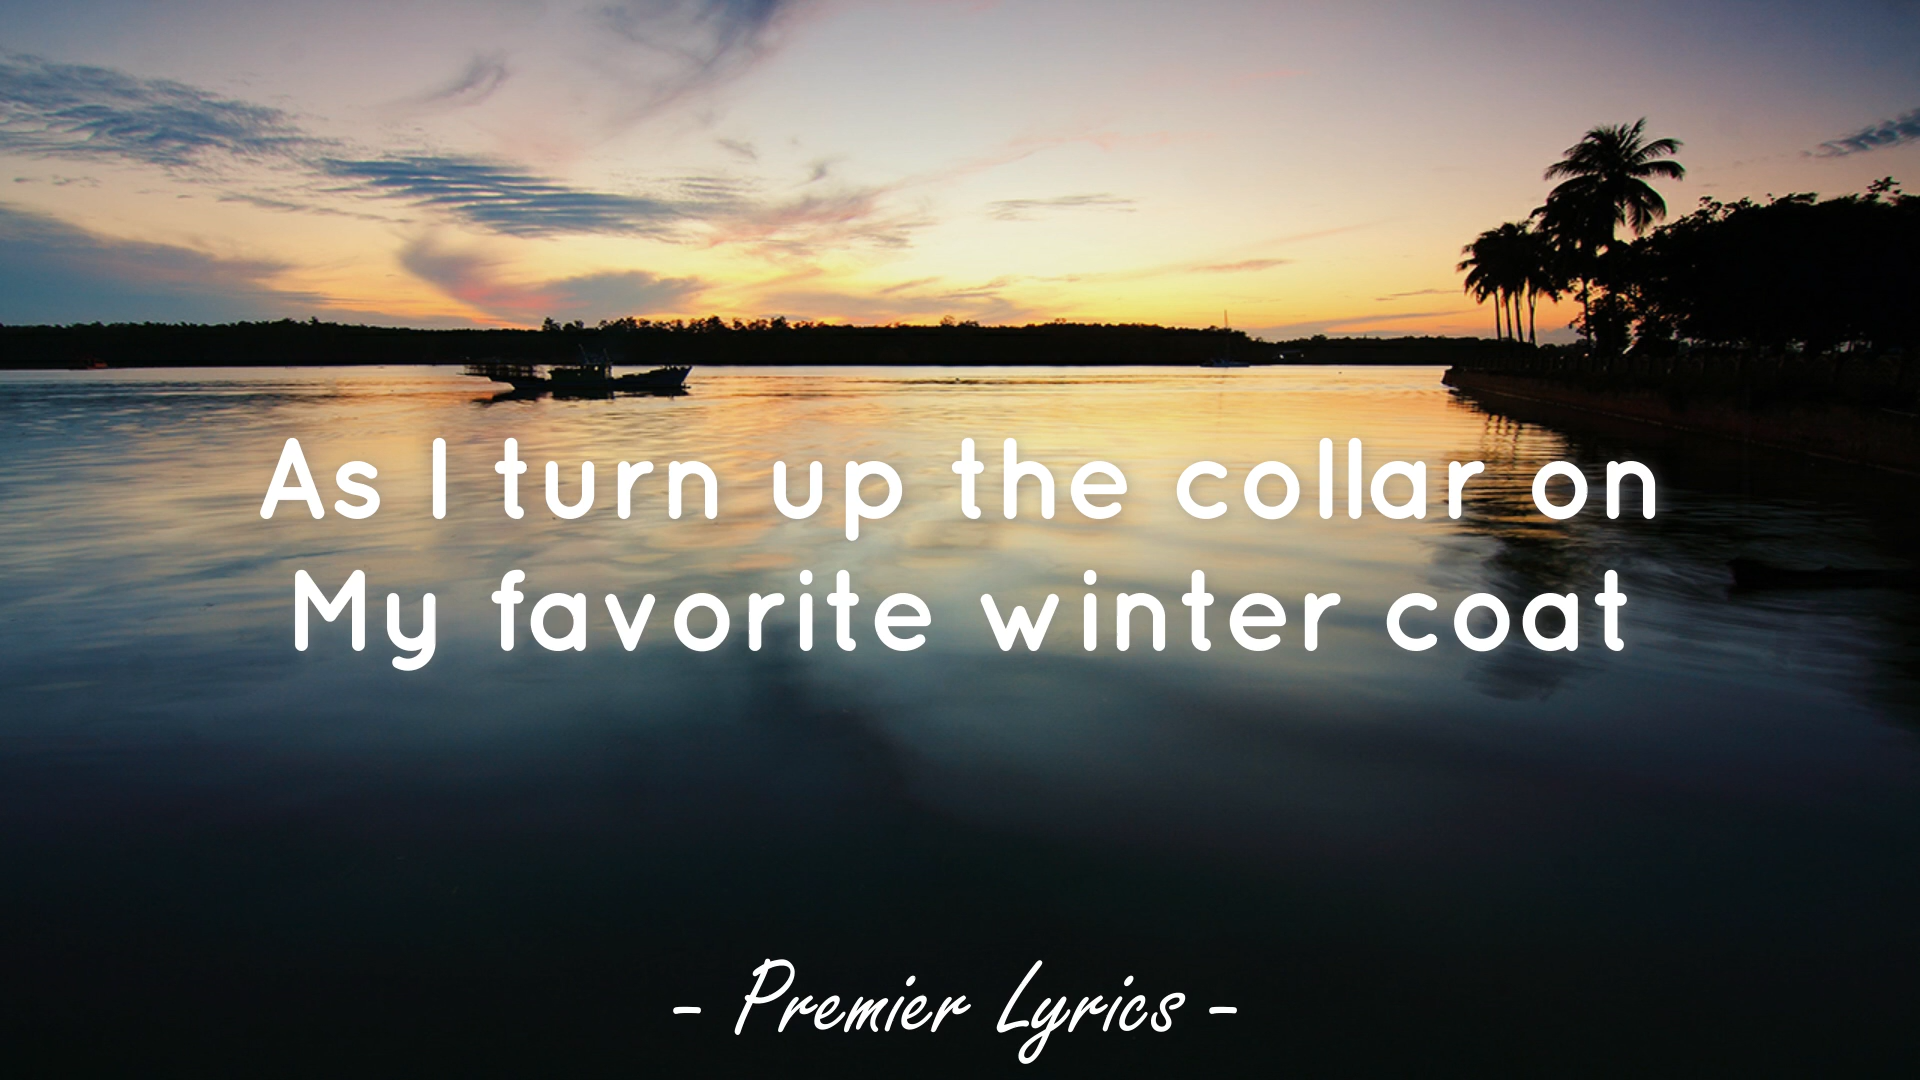 As I turn up the collar on
My favorite winter coat
- Premier Lyrics -